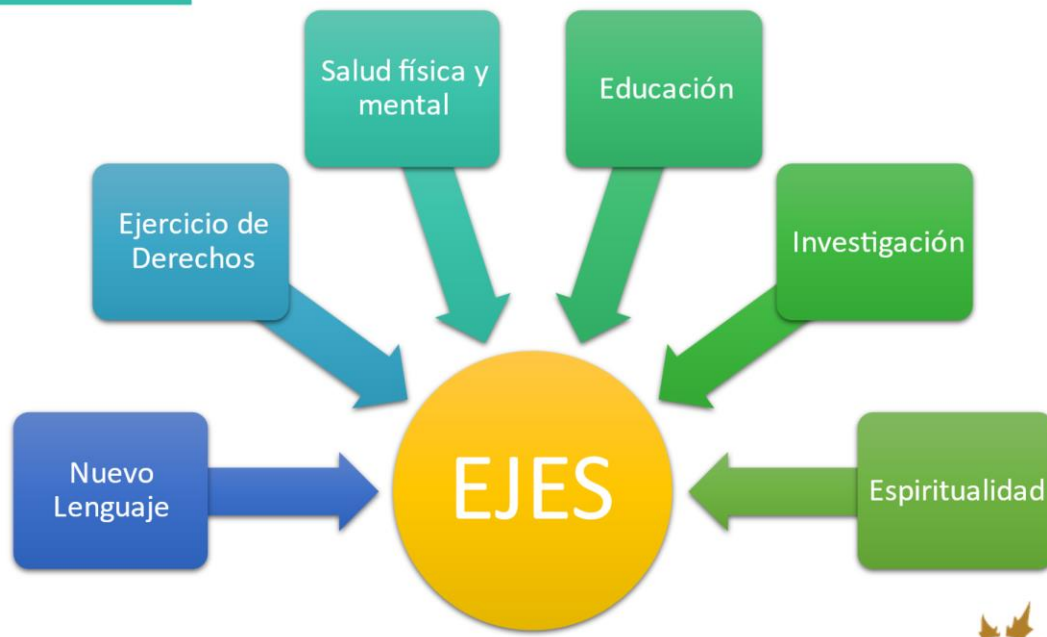 Salud física y
mental
Educación
Ejercicio de
Derechos
Investigación
Nuevo
Lenguaje
EJES
Espiritualidad